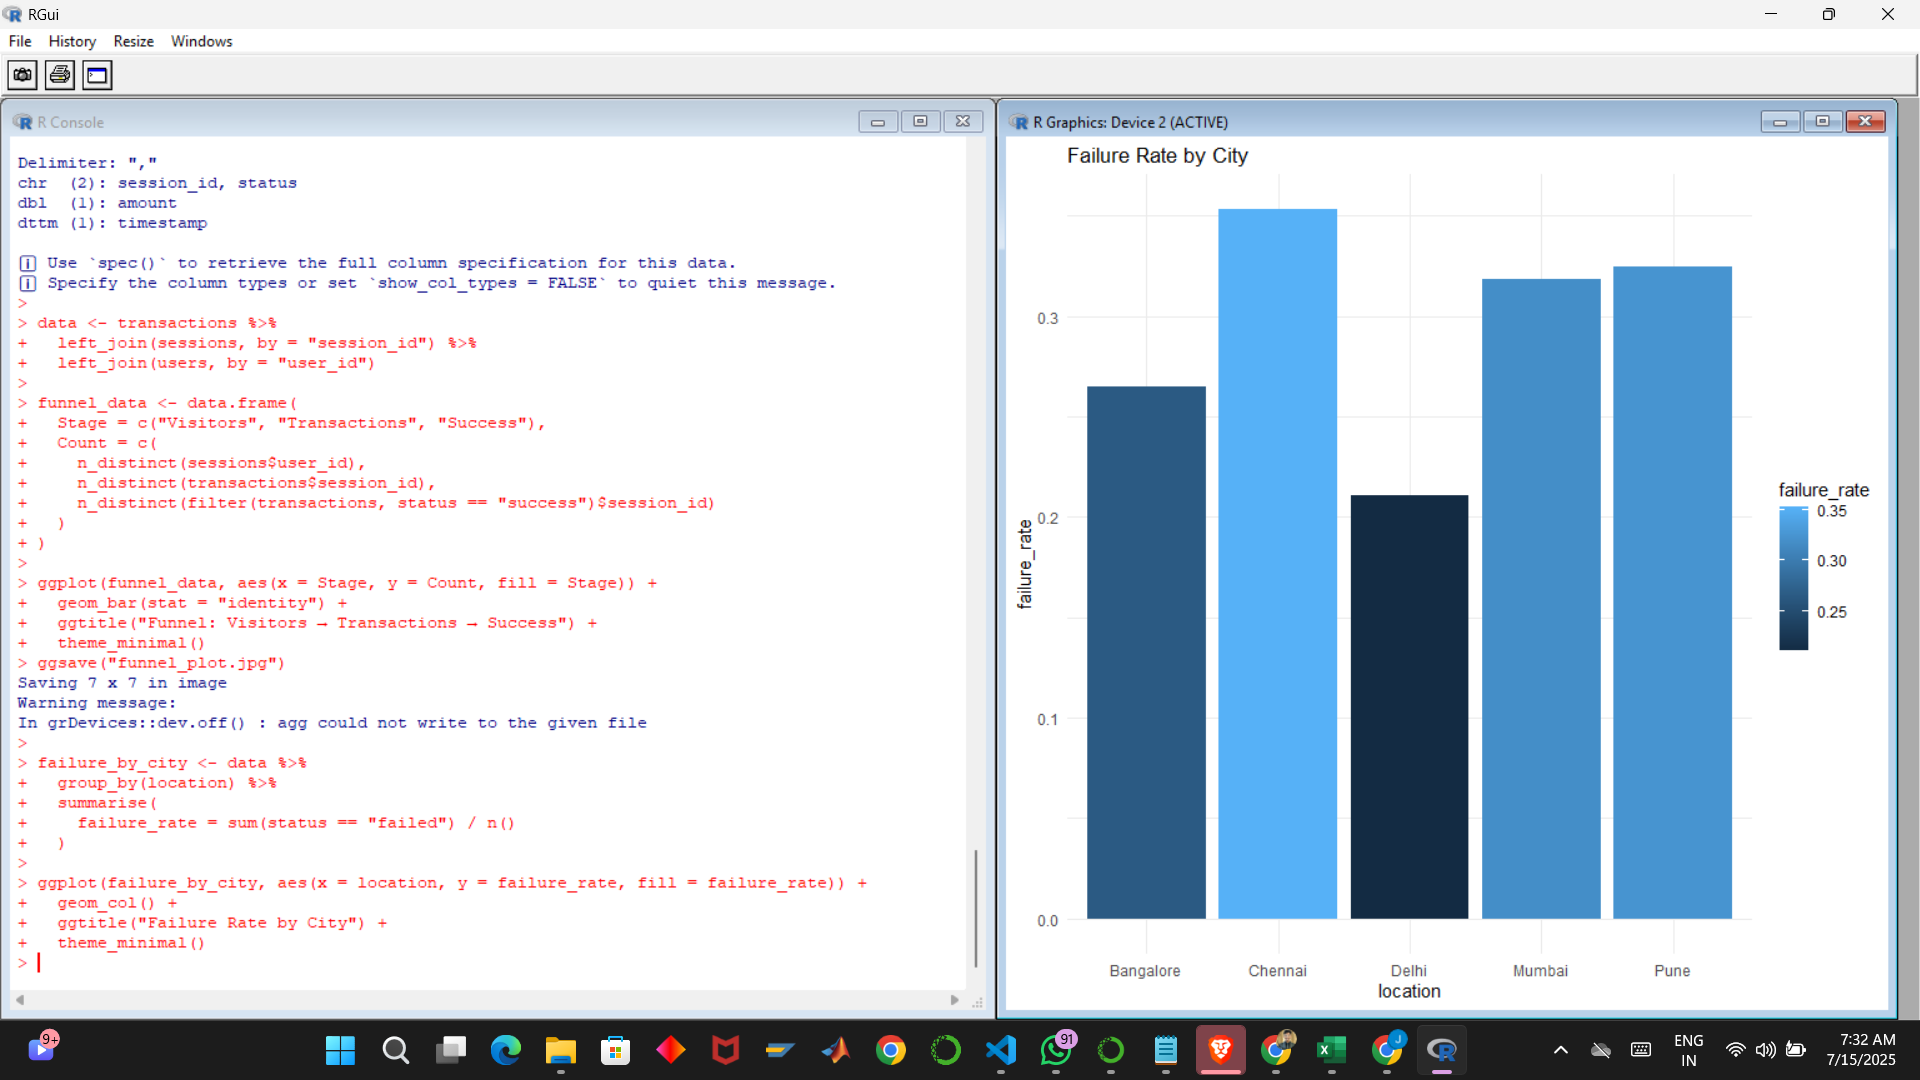 RGui
File History Resize Windows
R Console
Delimiter: ","
chr  (2): session_id, status
dbl  (1): amount
dttm (1): timestamp
i Use `spec()` to retrieve the full column specification for this data.
i Specify the column types or set `show_col_types = FALSE` to quiet this message.
>
> data <- transactions %>%
+   left_join(sessions, by = "session_id") %>%
+   left_join(users, by = "user_id")
>
> funnel_data <- data.frame(
+   Stage = c("Visitors", "Transactions", "Success"),
+   Count = c(
+     n_distinct(sessions$user_id),
+     n_distinct(transactions$session_id),
+     n_distinct(filter(transactions, status == "success")$session_id)
+   )
+ )
>
> ggplot(funnel_data, aes(x = Stage, y = Count, fill = Stage)) +
+   geom_bar(stat = "identity") +
+   ggtitle("Funnel: Visitors → Transactions → Success") +
+   theme_minimal()
> ggsave("funnel_plot.jpg")
Saving 7 x 7 in image
Warning message:
In grDevices::dev.off() : agg could not write to the given file
>
> failure_by_city <- data %>%
+   group_by(location) %>%
+   summarise(
+     failure_rate = sum(status == "failed") / n()
+   )
>
> ggplot(failure_by_city, aes(x = location, y = failure_rate, fill = failure_rate)) +
+   geom_col() +
+   ggtitle("Failure Rate by City") +
+   theme_minimal()
>
R Graphics: Device 2 (ACTIVE)
Failure Rate by City
0.3
0.2
0.1
0.0
failure_rate
Bangalore Chennai Delhi Mumbai Pune
location
failure_rate
0.35
0.30
0.25
9+
91
J
ENG
IN
7:32 AM
7/15/2025